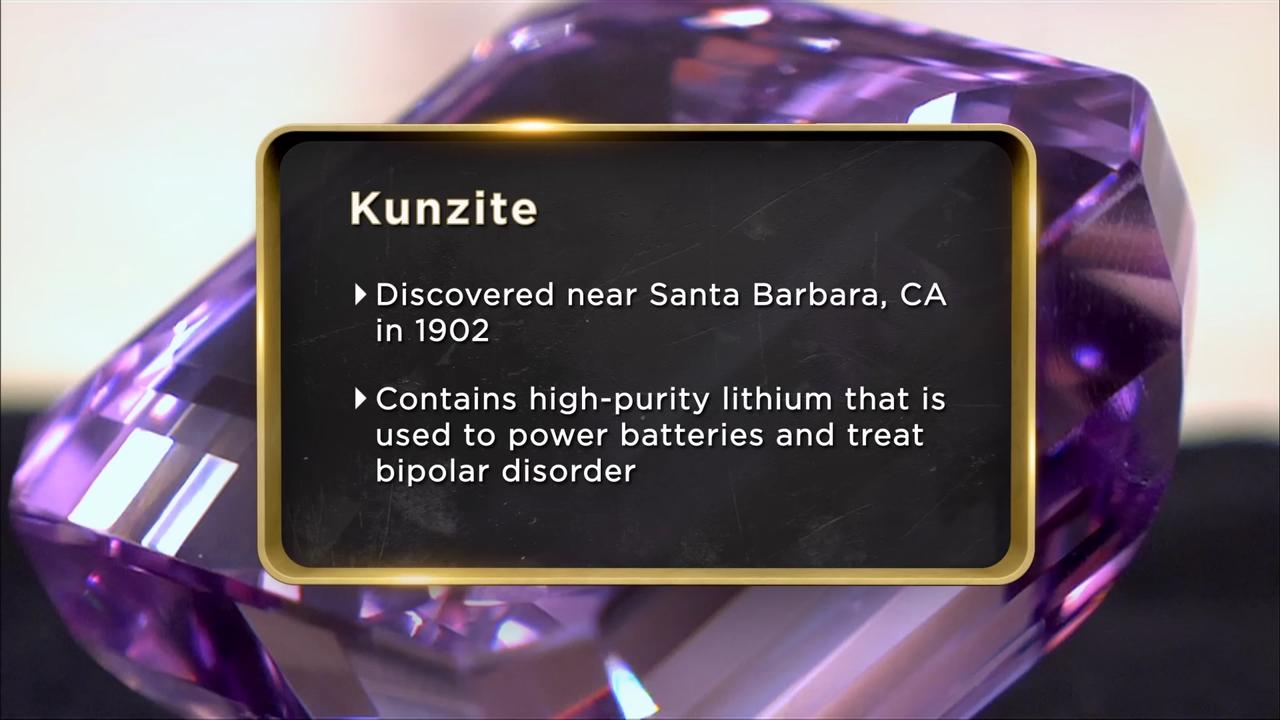 Kunzite
Discovered near Santa Barbara, CA
in 1902
Contains high-purity lithium that is
used to power batteries and treat
bipolar disorder